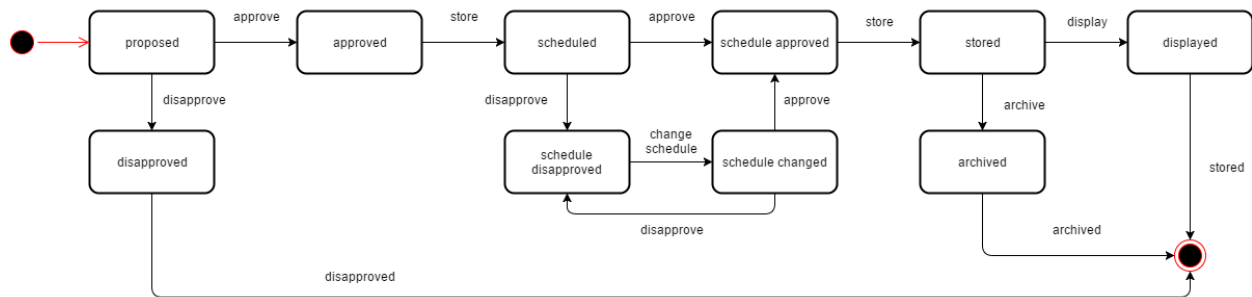 approve
store
approve
store
display
proposed
approved
scheduled
schedule approved
stored
displayed
disapprove
disapprove
approve
archive
change
schedule
disapproved
schedule
disapproved
schedule changed
archived
stored
disapprove
archived
disapproved